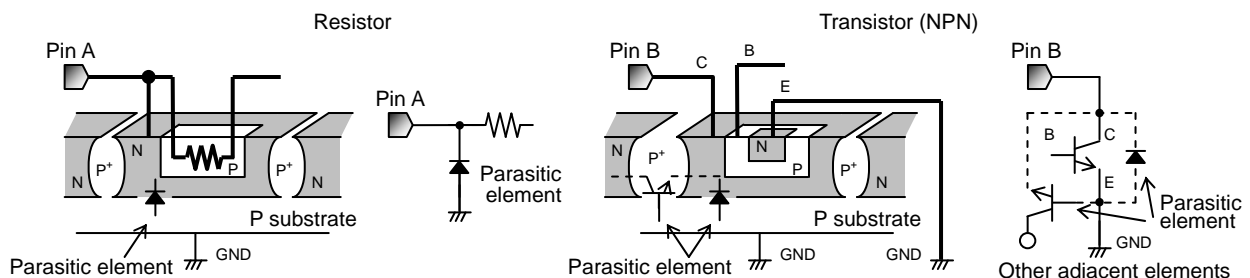 Resistor
Transistor (NPN)
Pin A
Pin B
C
B
E
Pin B
Pin A
N
P+
N
P
P+
N
Parasitic
element
N
P+
N
P
P+
N
B
C
E
Parasitic
element
P substrate
GND
Parasitic element
P substrate
GND
GND
Parasitic element
GND
Other adjacent elements